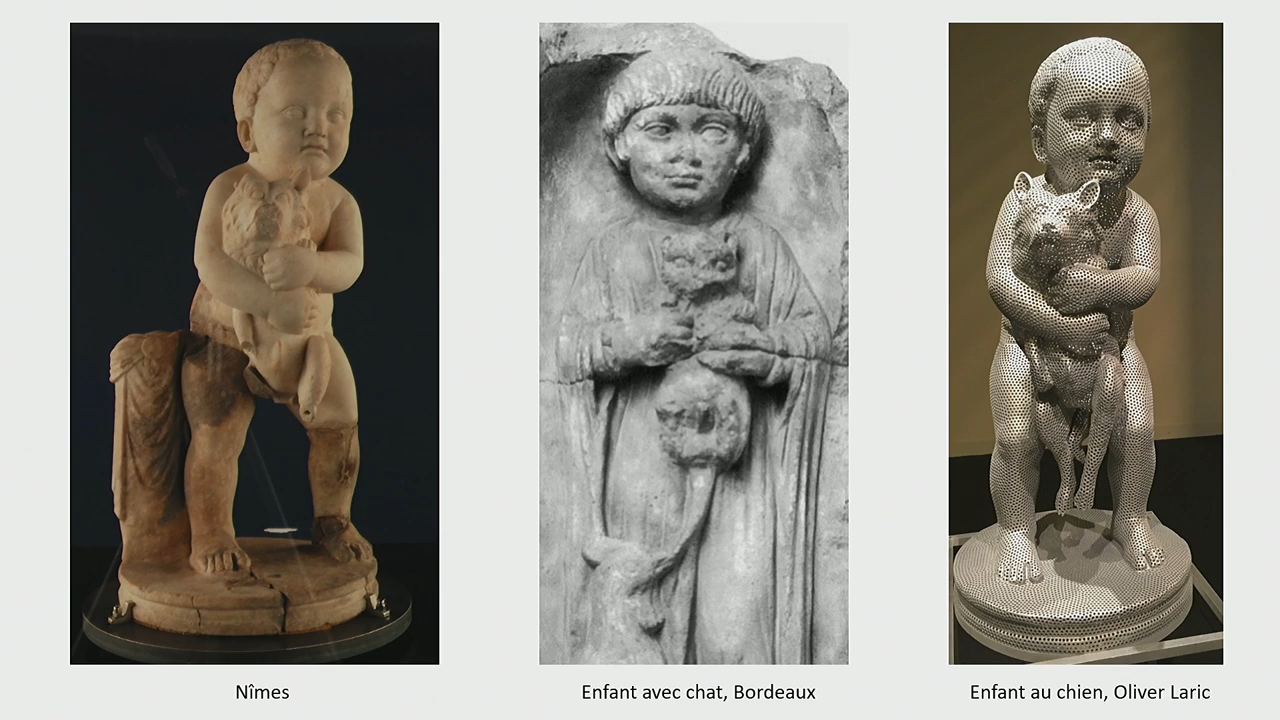 Nîmes
Enfant avec chat, Bordeaux
Enfant au chien, Oliver Laric